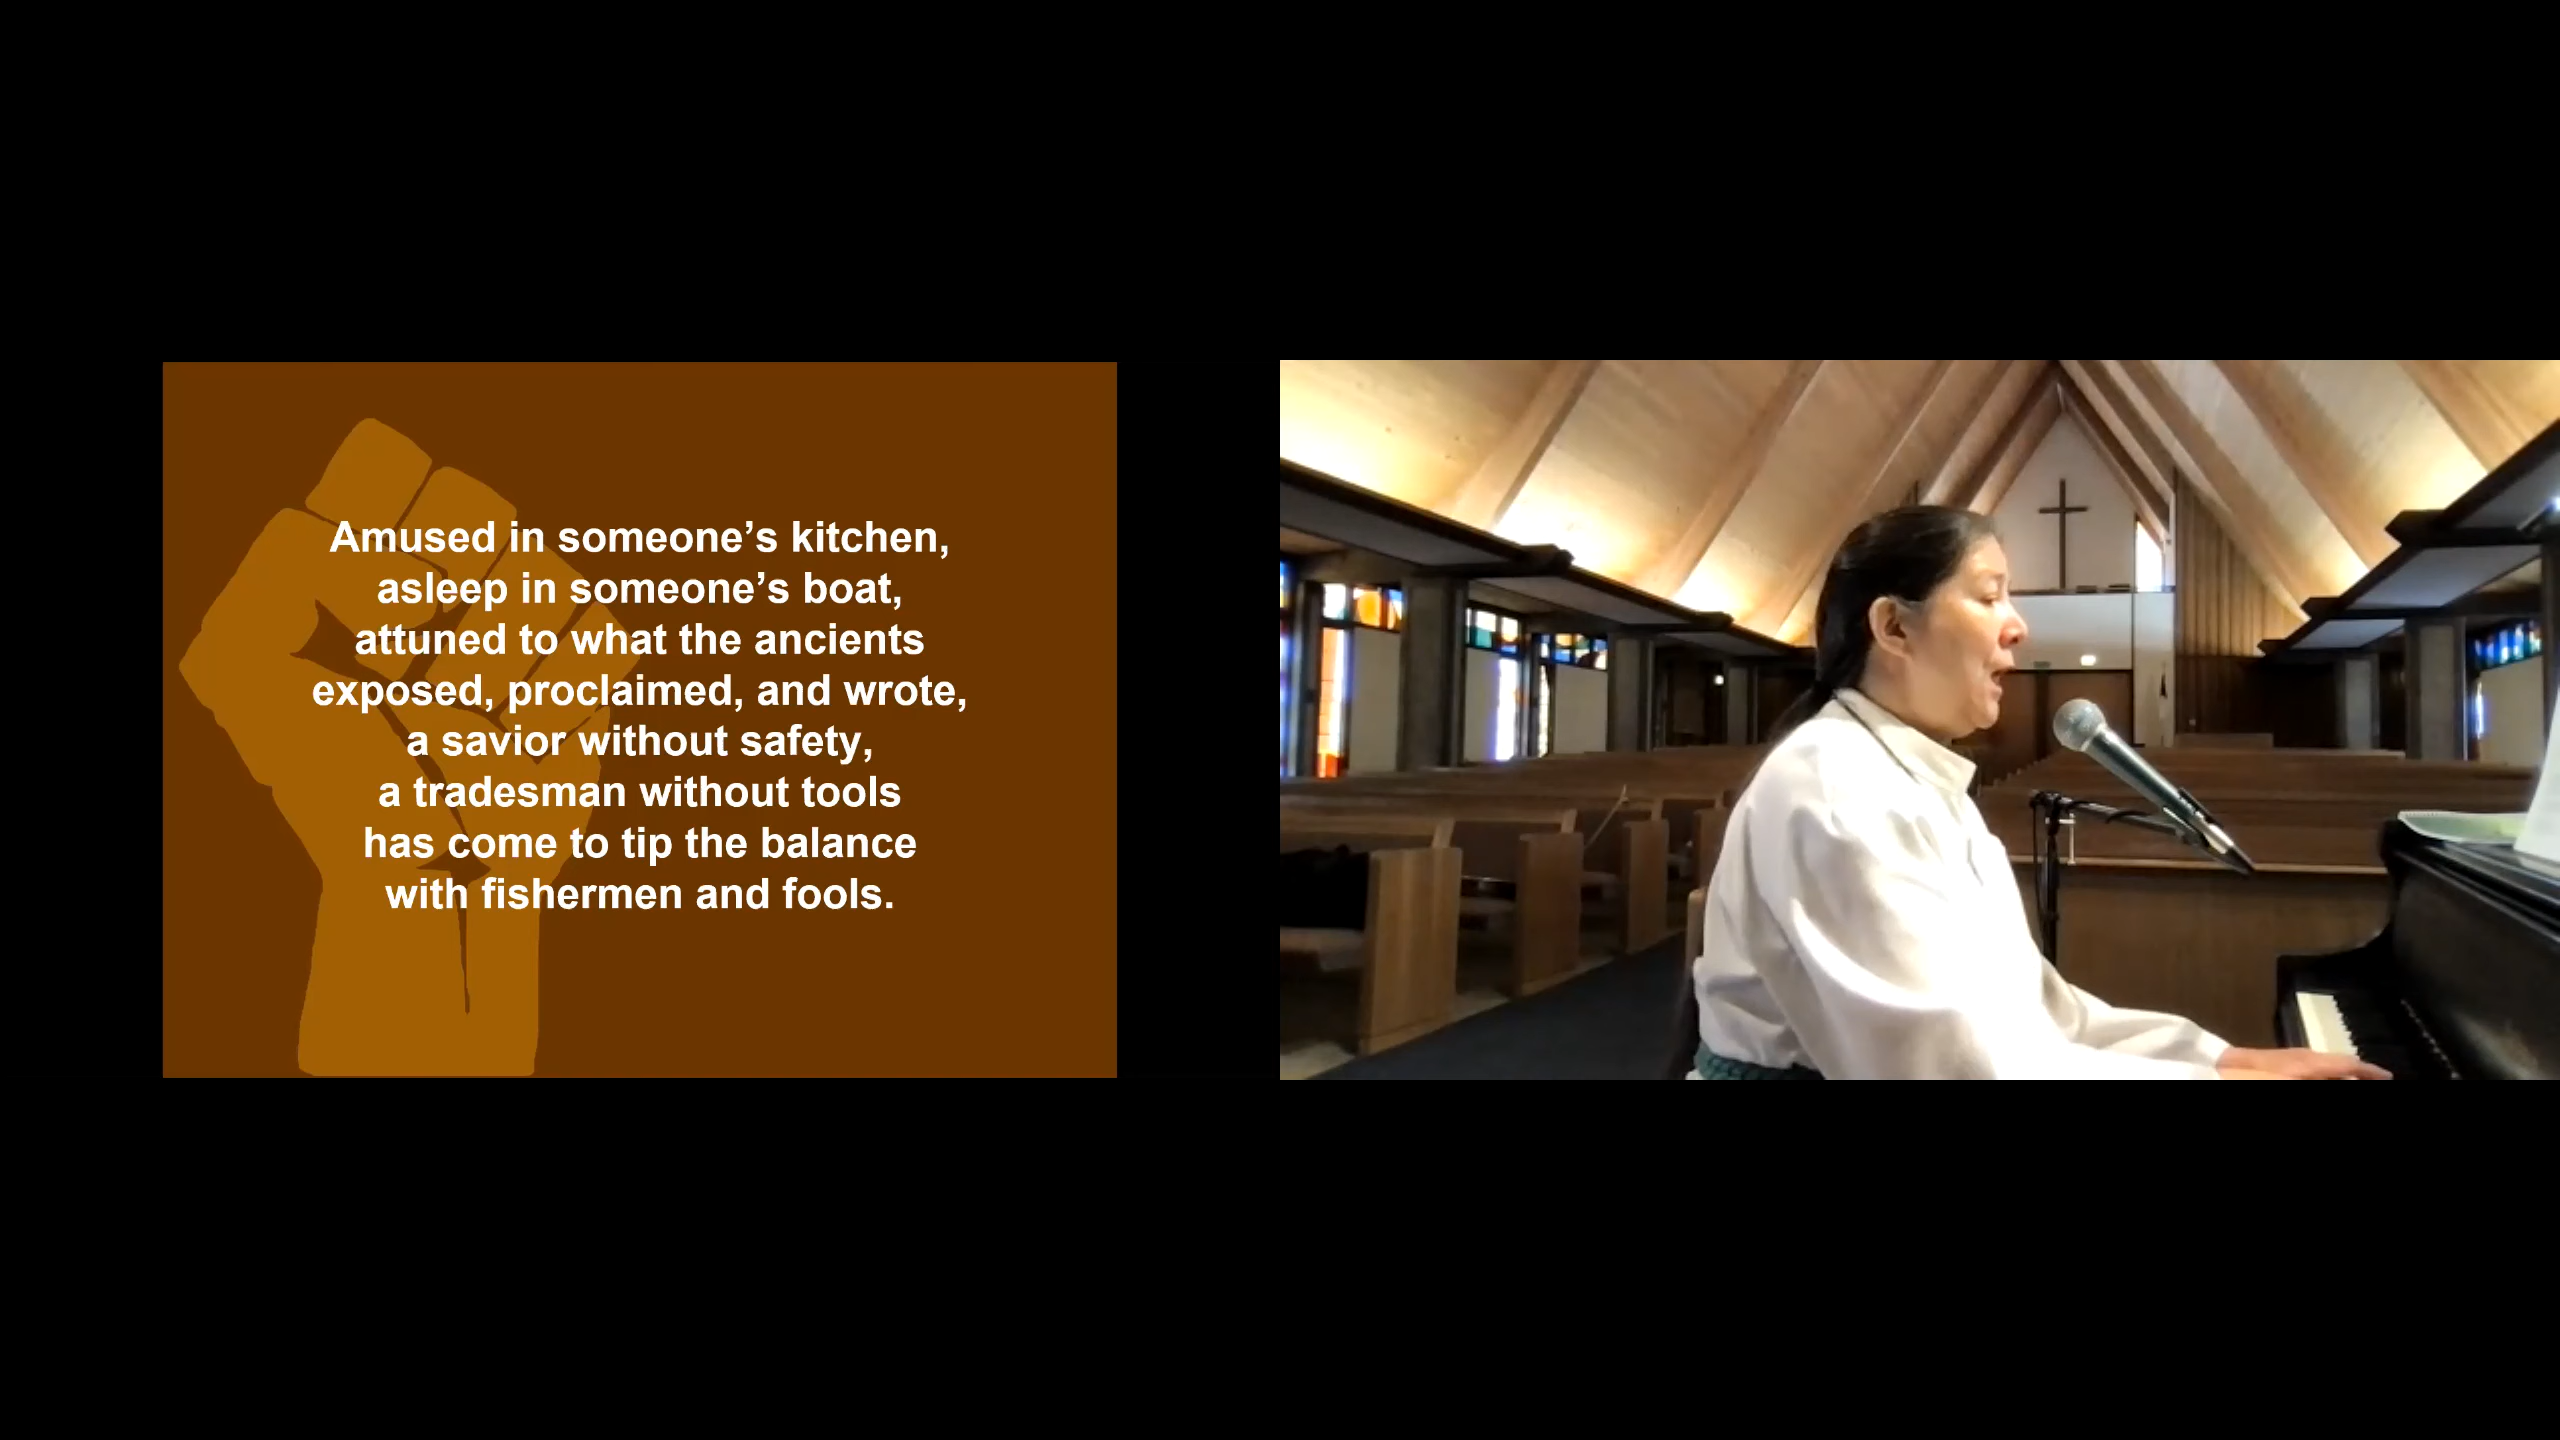 Amused in someone’s kitchen,
asleep in someone’s boat,
attuned to what the ancients
exposed, proclaimed, and wrote,
a savior without safety,
a tradesman without tools
has come to tip the balance
with fishermen and fools.